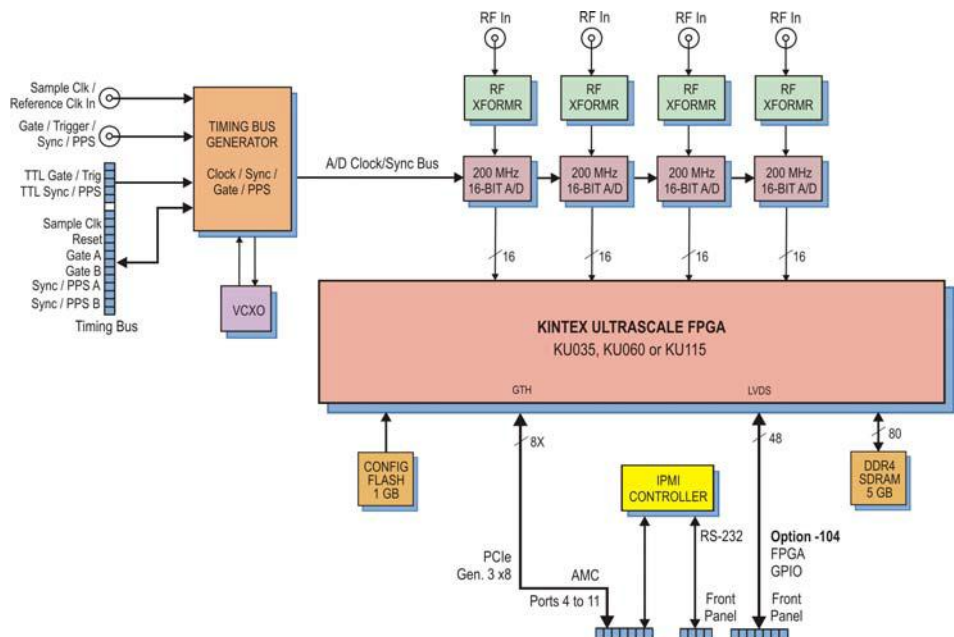 RF In
RF In
RF In
RF In
Sample Clk /
Reference Clk In
Gate / Trigger /
Sync / PPS
TTL Gate / Trig
TTL Sync / PPS
Sample Clk
Reset
Gate A
Gate B
Sync / PPS A
Sync / PPS B
Timing Bus
TIMING BUS
GENERATOR
Clock / Sync /
Gate / PPS
VCXO
A/D Clock/Sync Bus
RF
XFORMR
RF
XFORMR
RF
XFORMR
RF
XFORMR
200 MHz
16-BIT A/D
200 MHz
16-BIT A/D
200 MHz
16-BIT A/D
200 MHz
16-BIT A/D
16
16
16
16
KINTEX ULTRASCALE FPGA
KU035, KU060 or KU115
GTH
LVDS
8X
48
80
CONFIG
FLASH
1 GB
IPMI
CONTROLLER
DDR4
SDRAM
5 GB
RS-232
Option -104
FPGA
GPIO
PCIe
Gen. 3 x8
AMC
Ports 4 to 11
Front
Panel
Front
Panel